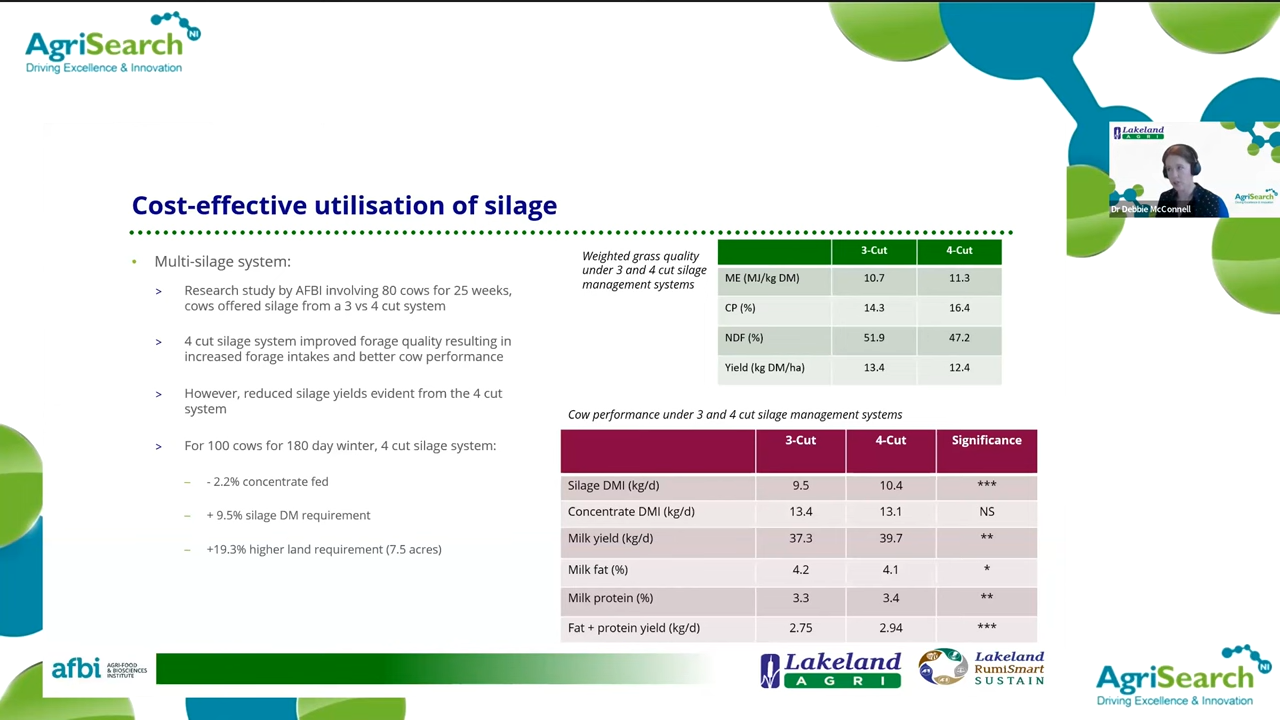 AgriSearch NI
Driving Excellence & Innovation
Lakeland
AGRI
AgriSearch
Dr Debbie McConnell
Cost-effective utilisation of silage
• Multi-silage system:
> Research study by AFBI involving 80 cows for 25 weeks,
cows offered silage from a 3 vs 4 cut system
> 4 cut silage system improved forage quality resulting in
increased forage intakes and better cow performance
> However, reduced silage yields evident from the 4 cut
system
> For 100 cows for 180 day winter, 4 cut silage system:
– - 2.2% concentrate fed
– + 9.5% silage DM requirement
– +19.3% higher land requirement (7.5 acres)
Weighted grass quality
under 3 and 4 cut silage
management systems
3-Cut 4-Cut
ME (MJ/kg DM) 10.7 11.3
CP (%) 14.3 16.4
NDF (%) 51.9 47.2
Yield (kg DM/ha) 13.4 12.4
Cow performance under 3 and 4 cut silage management systems
3-Cut 4-Cut Significance
Silage DMI (kg/d) 9.5 10.4 ***
Concentrate DMI (kg/d) 13.4 13.1 NS
Milk yield (kg/d) 37.3 39.7 **
Milk fat (%) 4.2 4.1 *
Milk protein (%) 3.3 3.4 **
Fat + protein yield (kg/d) 2.75 2.94 ***
afbi AGRI-FOOD
& BIOSCIENCES
INSTITUTE
Lakeland
AGRI
Lakeland
RumiSmart
SUSTAIN
AgriSearch NI
Driving Excellence & Innovation